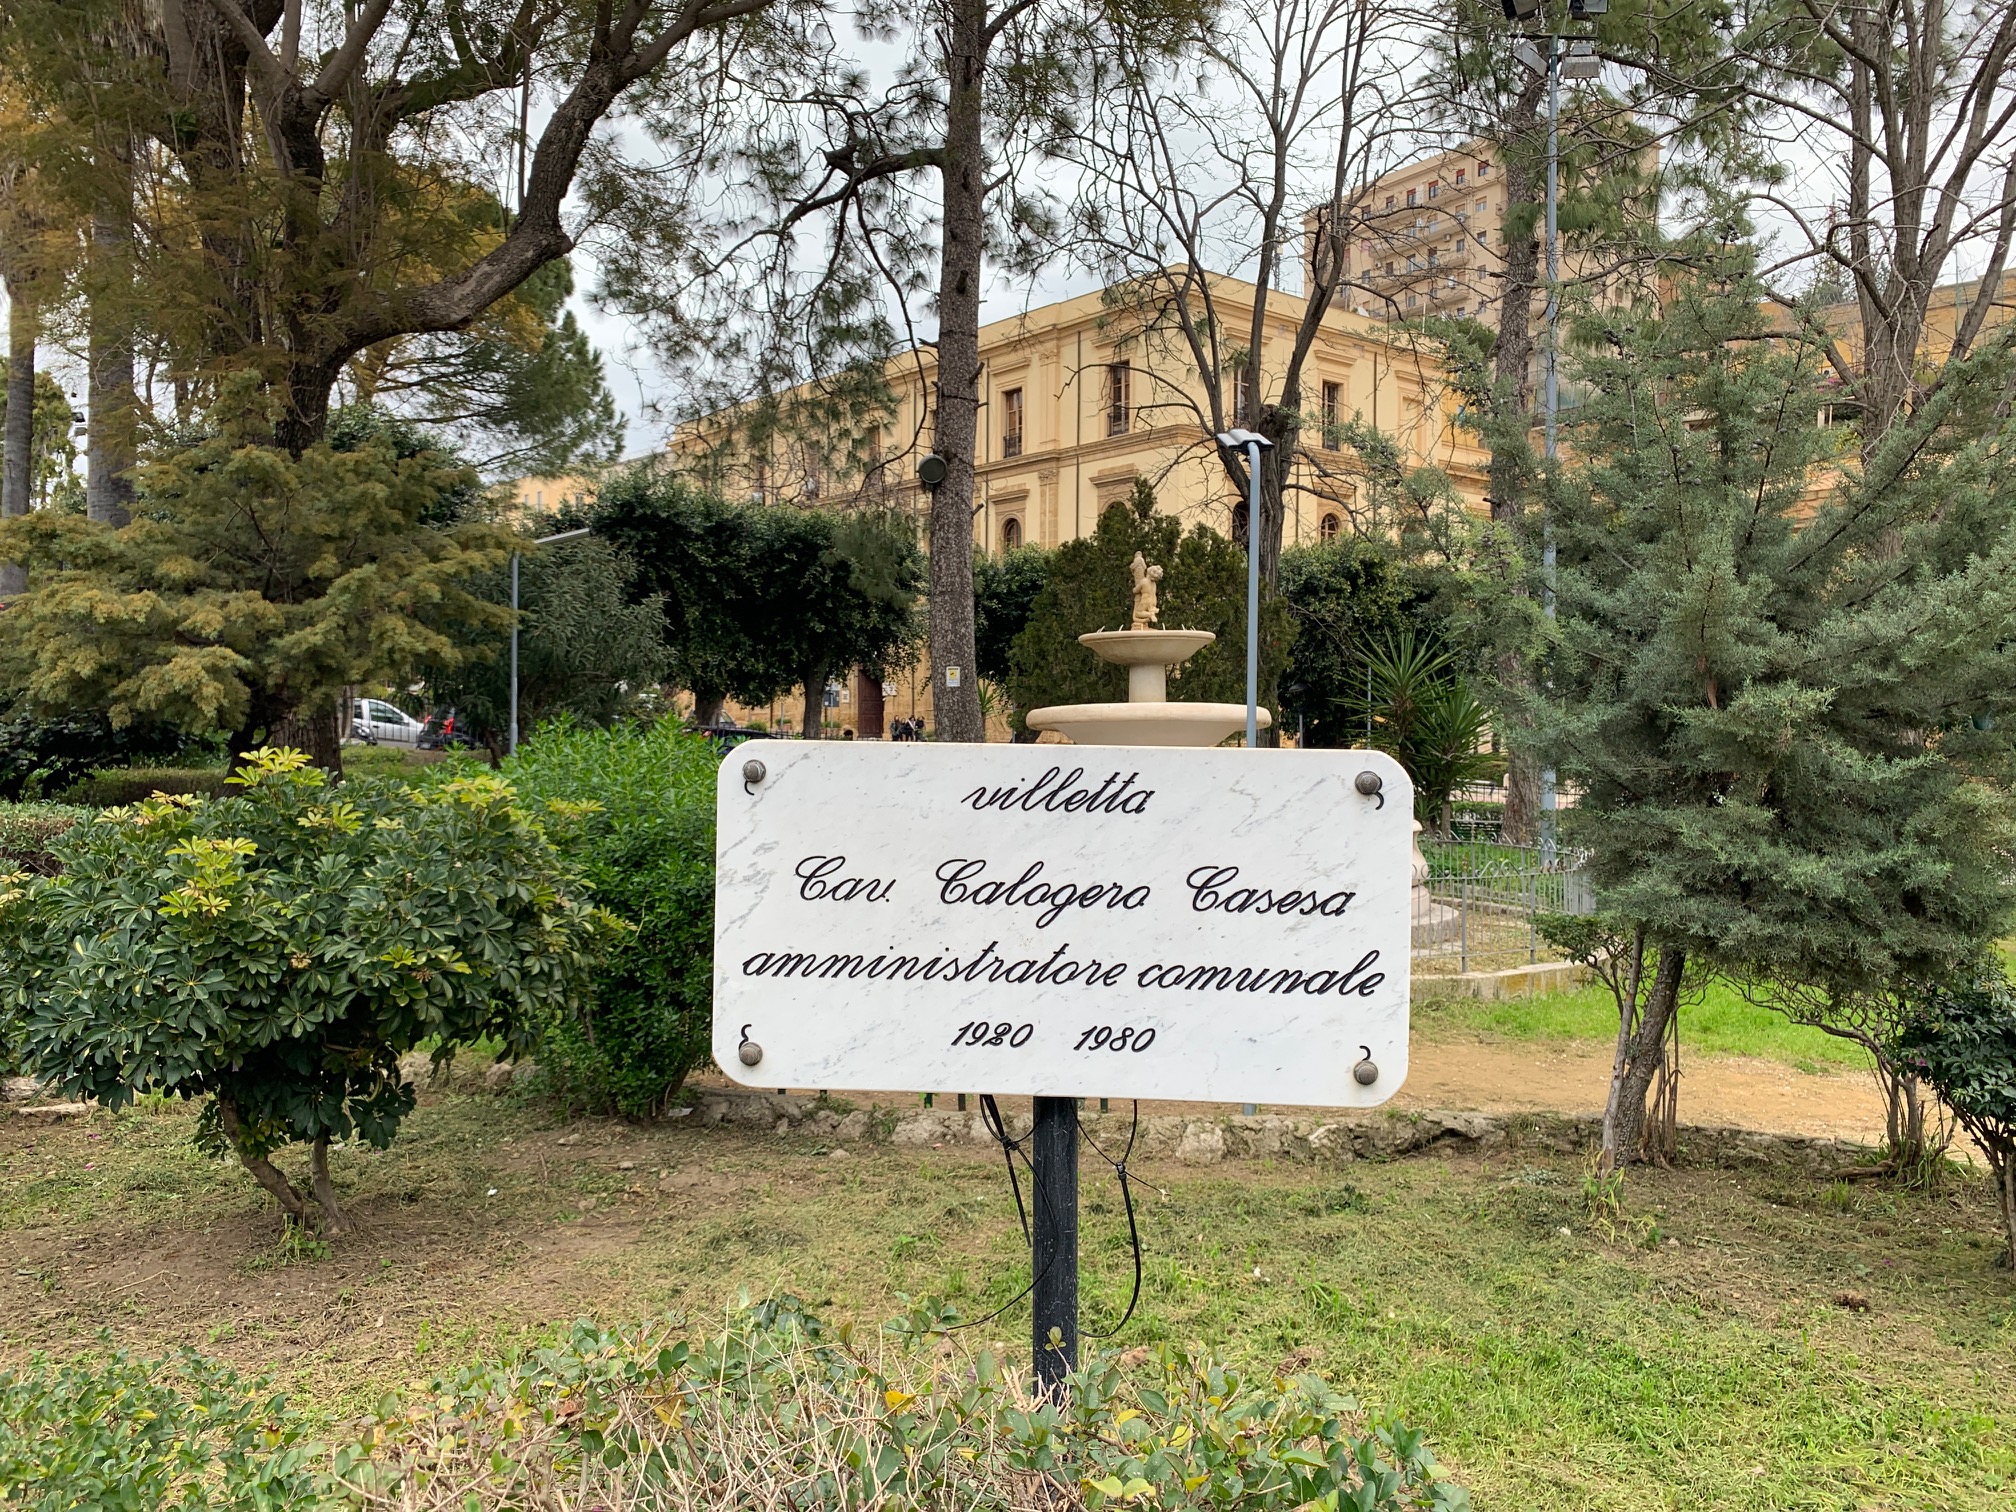 villetta
Cav. Calogero Casesa
amministratore comunale
1920 1980